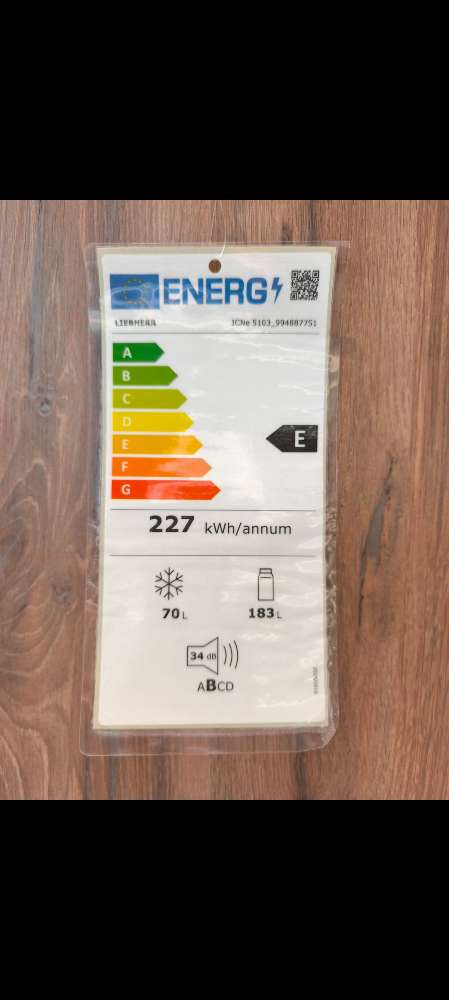 ENERG
LIEBHERR ICNe 5103_994887751
A
B
C
D
E
E
F
G
227 kWh/annum
70 L 183 L
34 dB
ABCD